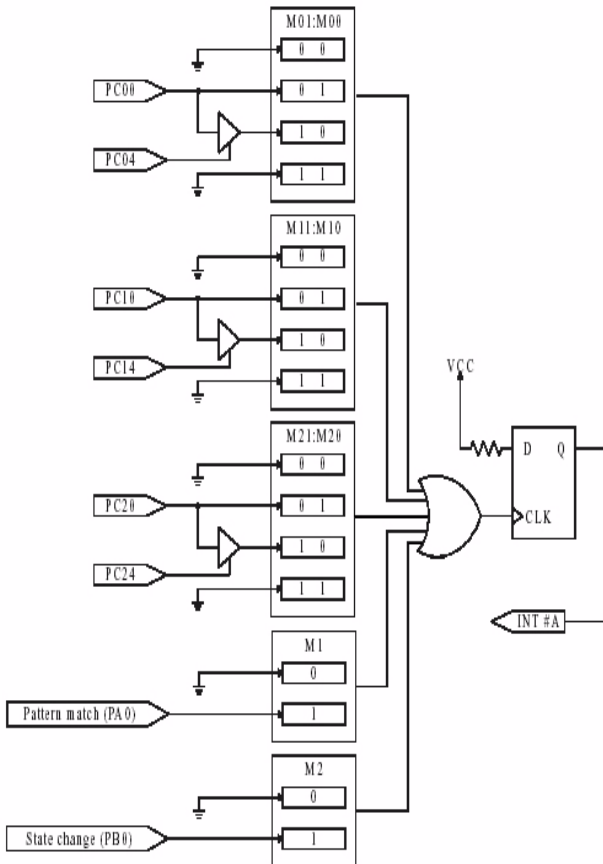 M01:M00
0 0
PC00
0 1
1 0
PC04
1 1
M11:M10
0 0
PC10
0 1
1 0
PC14
1 1
M21:M20
0 0
PC20
0 1
1 0
PC24
1 1
VCC
D Q
CLK
INT #A
M1
0
Pattern match (PA0)
1
M2
0
State change (PB0)
1